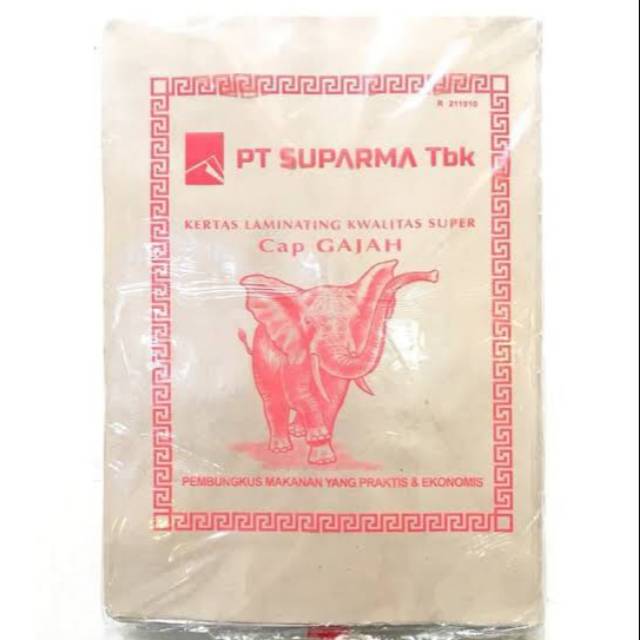 R 211010
PT SUPARMA Tbk
KERTAS LAMINATING KWALITAS SUPER
Cap GAJAH
PEMBUNGKUS MAKANAN YANG PRAKTIS & EKONOMIS